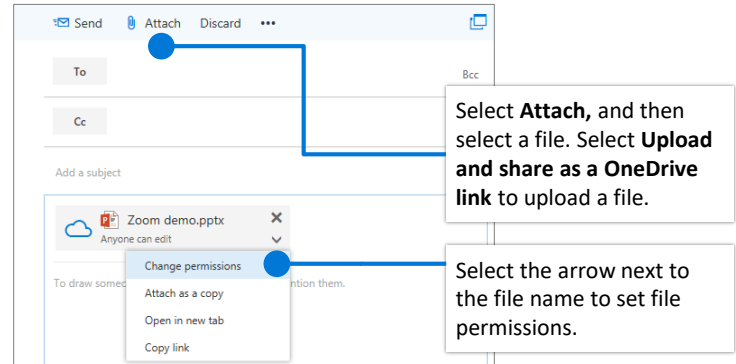 Send Attach Discard •••
To
Bcc
Cc
Select Attach, and then
select a file. Select Upload
and share as a OneDrive
link to upload a file.
Add a subject
Zoom demo.pptx
Anyone can edit
Change permissions
To draw some
ntion them.
Attach as a copy
Open in new tab
Copy link
Select the arrow next to
the file name to set file
permissions.